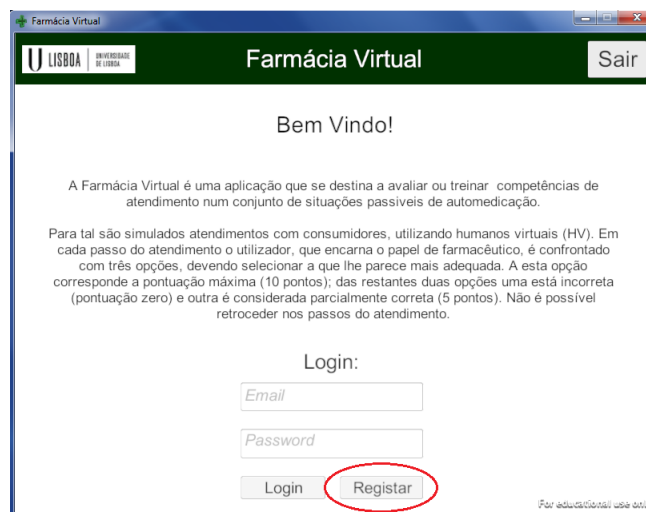 Farmácia Virtual
U LISBOA | UNIVERSIDADE
DE LISBOA
Farmácia Virtual
Sair
Bem Vindo!
A Farmácia Virtual é uma aplicação que se destina a avaliar ou treinar competências de
atendimento num conjunto de situações passiveis de automedicação.
Para tal são simulados atendimentos com consumidores, utilizando humanos virtuais (HV). Em
cada passo do atendimento o utilizador, que encarna o papel de farmacêutico, é confrontado
com três opções, devendo selecionar a que lhe parece mais adequada. A esta opção
corresponde a pontuação máxima (10 pontos); das restantes duas opções uma está incorreta
(pontuação zero) e outra é considerada parcialmente correta (5 pontos). Não é possível
retroceder nos passos do atendimento.
Login:
Email
Password
Login
Registar
For educational use onl